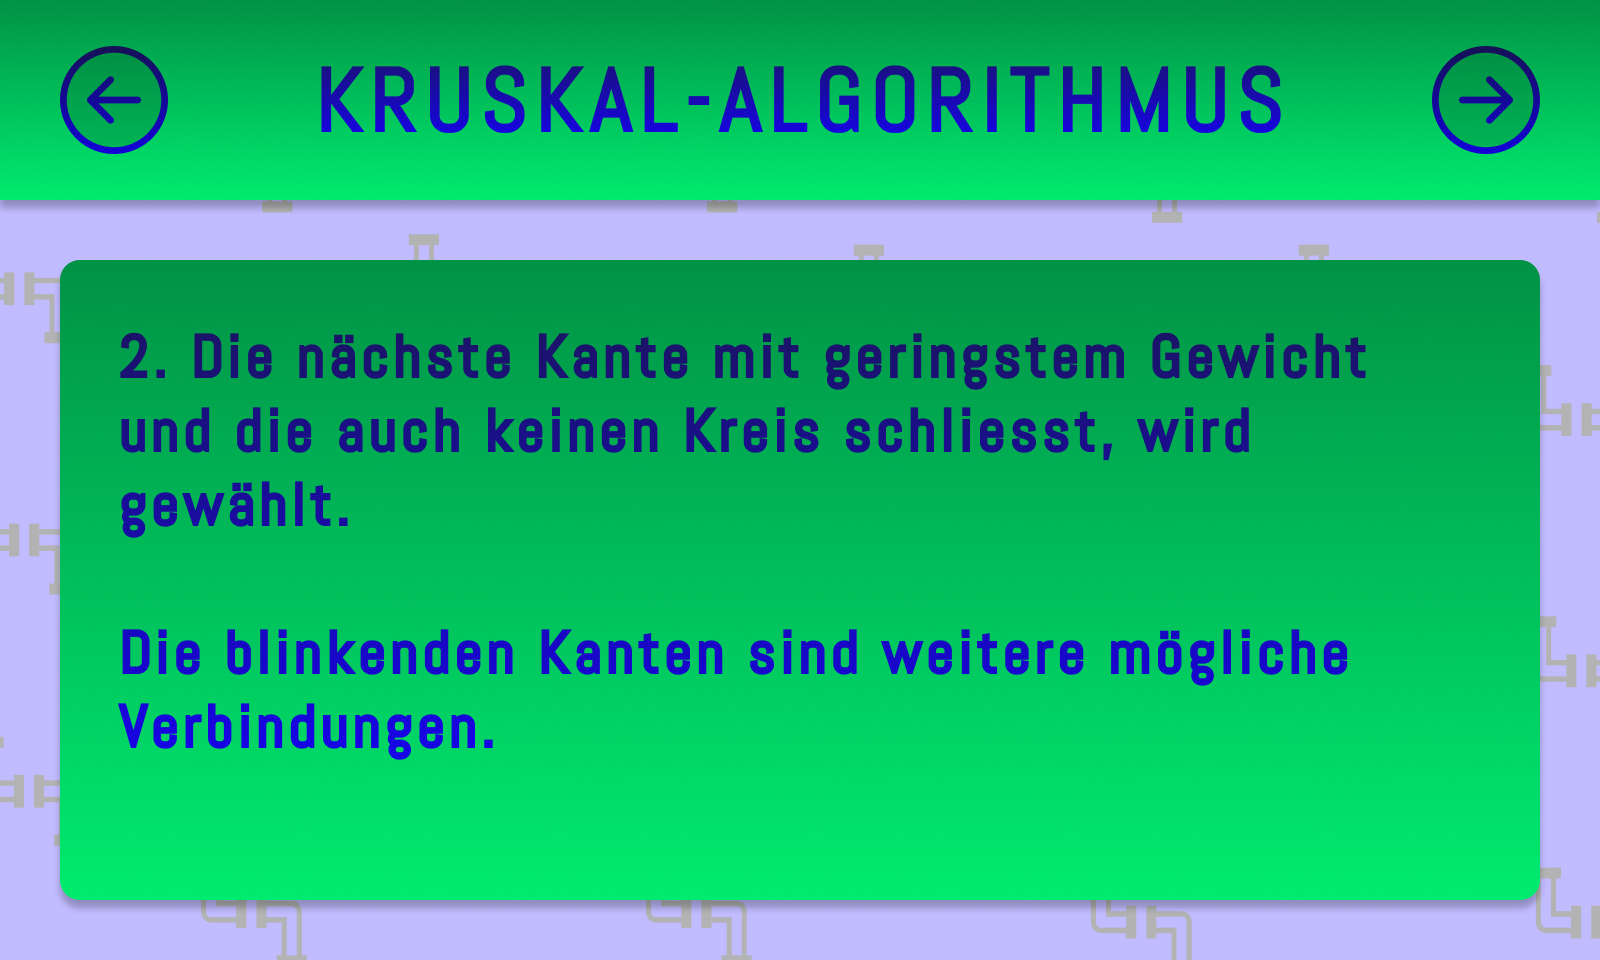 KRUSKAL-ALGORITHMUS
2. Die nächste Kante mit geringstem Gewicht
und die auch keinen Kreis schliesst, wird
gewählt.
Die blinkenden Kanten sind weitere mögliche
Verbindungen.